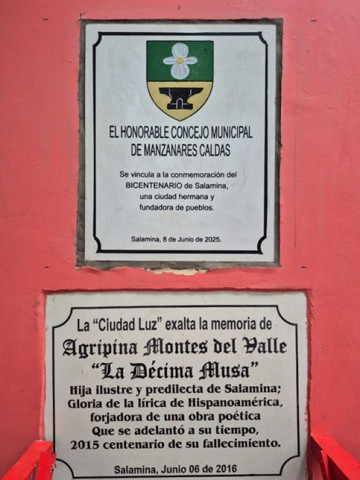 EL HONORABLE CONCEJO MUNICIPAL
DE MANZANARES CALDAS
Se vincula a la conmemoración del
BICENTENARIO de Salamina,
una ciudad hermana y
fundadora de pueblos.
Salamina, 8 de Junio de 2025.
La "Ciudad Luz" exalta la memoria de
Agripina Montes del Valle
"La Décima Musa"
Hija ilustre y predilecta de Salamina;
Gloria de la lírica de Hispanoamérica,
forjadora de una obra poética
Que se adelantó a su tiempo,
2015 centenario de su fallecimiento.
Salamina, Junio 06 de 2016